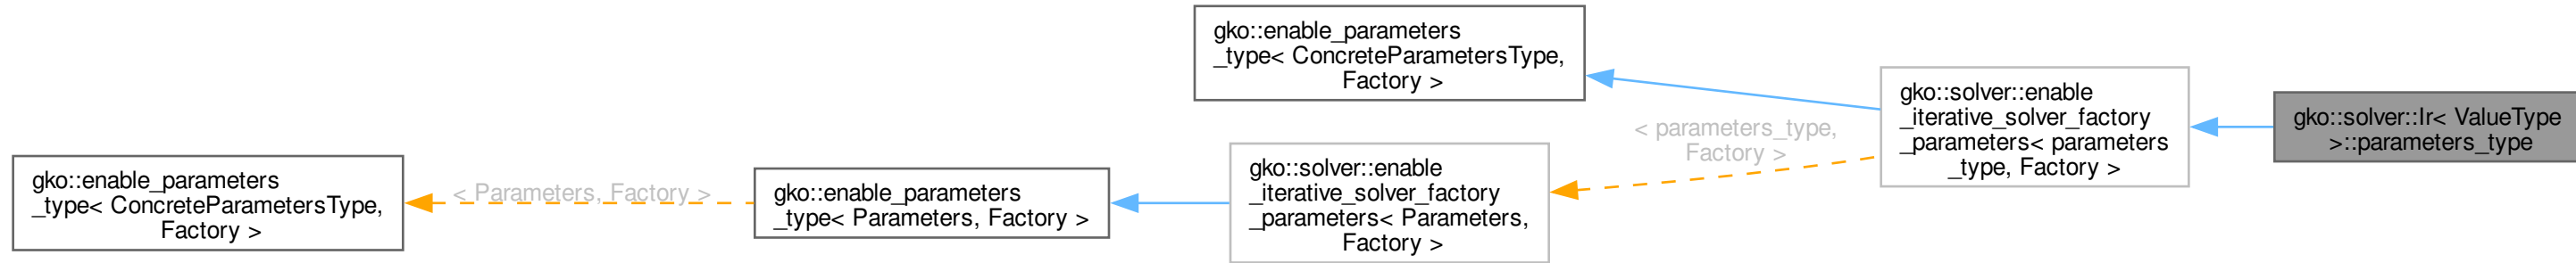 gko::enable_parameters
_type< ConcreteParametersType,
Factory >
gko::solver::enable
_iterative_solver_factory
_parameters< parameters
_type, Factory >
gko::solver::Ir< ValueType
>::parameters_type
< parameters_type,
Factory >
gko::enable_parameters
_type< ConcreteParametersType,
Factory >
< Parameters, Factory >
gko::enable_parameters
_type< Parameters, Factory >
gko::solver::enable
_iterative_solver_factory
_parameters< Parameters,
Factory >